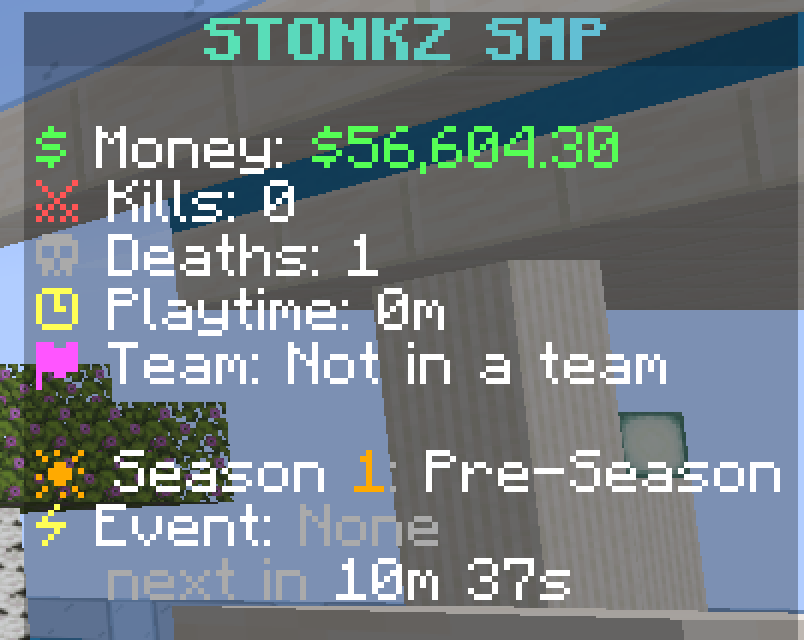 STONKZ SMP
$ Money: $56,604.30
Kills: 0
Deaths: 1
Playtime: 0m
Team: Not in a team
Season 1: Pre-Season
Event: None
next in 10m 37s